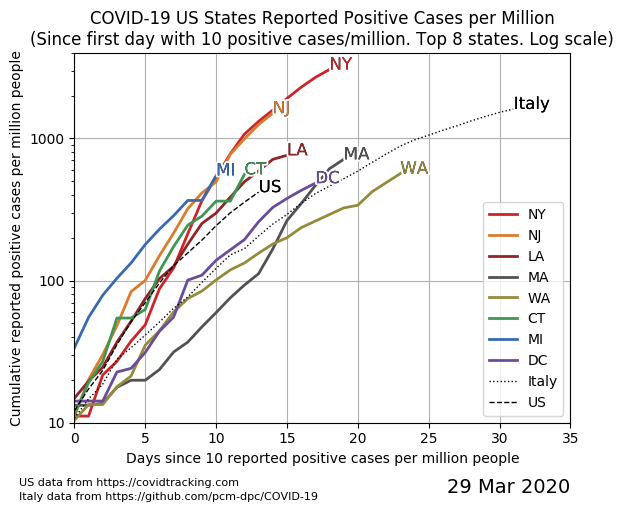 COVID-19 US States Reported Positive Cases per Million
(Since first day with 10 positive cases/million. Top 8 states. Log scale)
Cumulative reported positive cases per million people
1000
100
10
NY
NJ
Italy
LA
MA
MI
CT
DC
WA
US
NY
NJ
LA
MA
WA
CT
MI
DC
Italy
US
0 5 10 15 20 25 30 35
Days since 10 reported positive cases per million people
US data from https://covidtracking.com
Italy data from https://github.com/pcm-dpc/COVID-19
29 Mar 2020